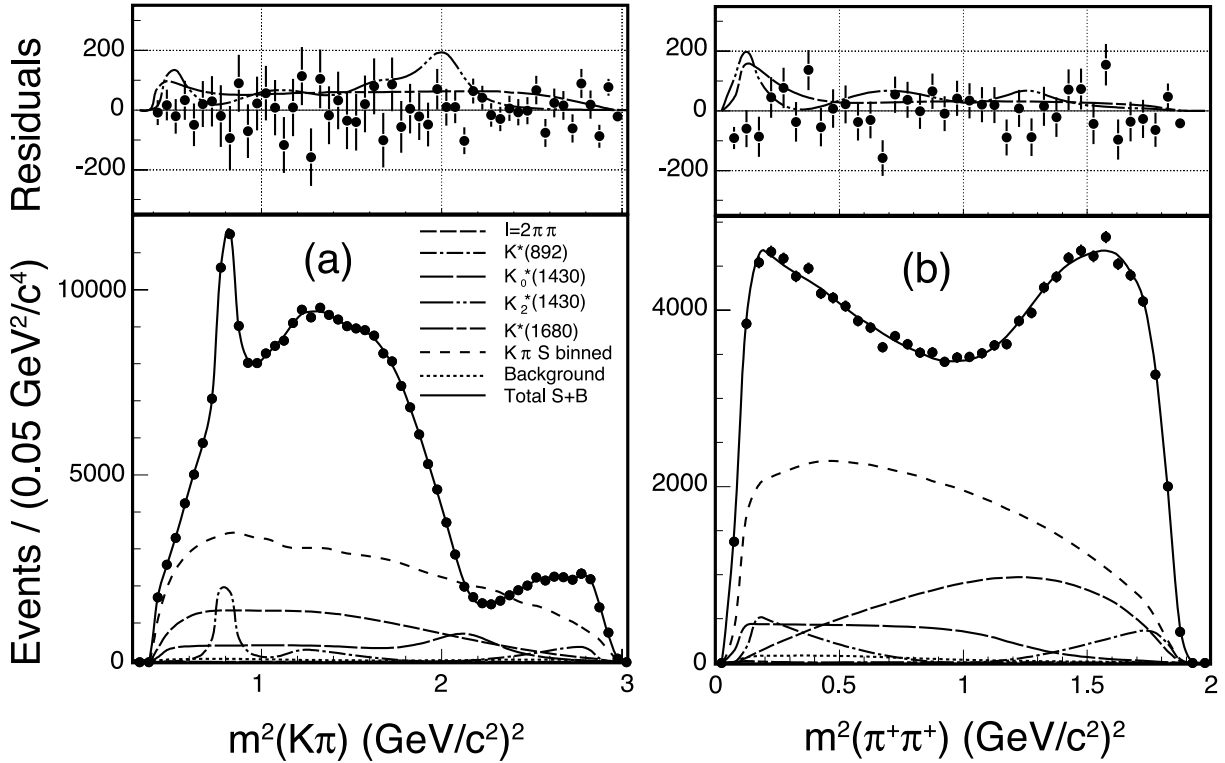 Residuals
200
0
-200
200
0
-200
Events / (0.05 GeV²/c⁴)
10000
5000
0
(a)
I=2ππ
K*(892)
K₀*(1430)
K₂*(1430)
K*(1680)
Kπ S binned
Background
Total S+B
1
2
3
m²(Kπ) (GeV/c²)²
4000
2000
0
(b)
0
0.5
1
1.5
2
m²(π⁺π⁺) (GeV/c²)²